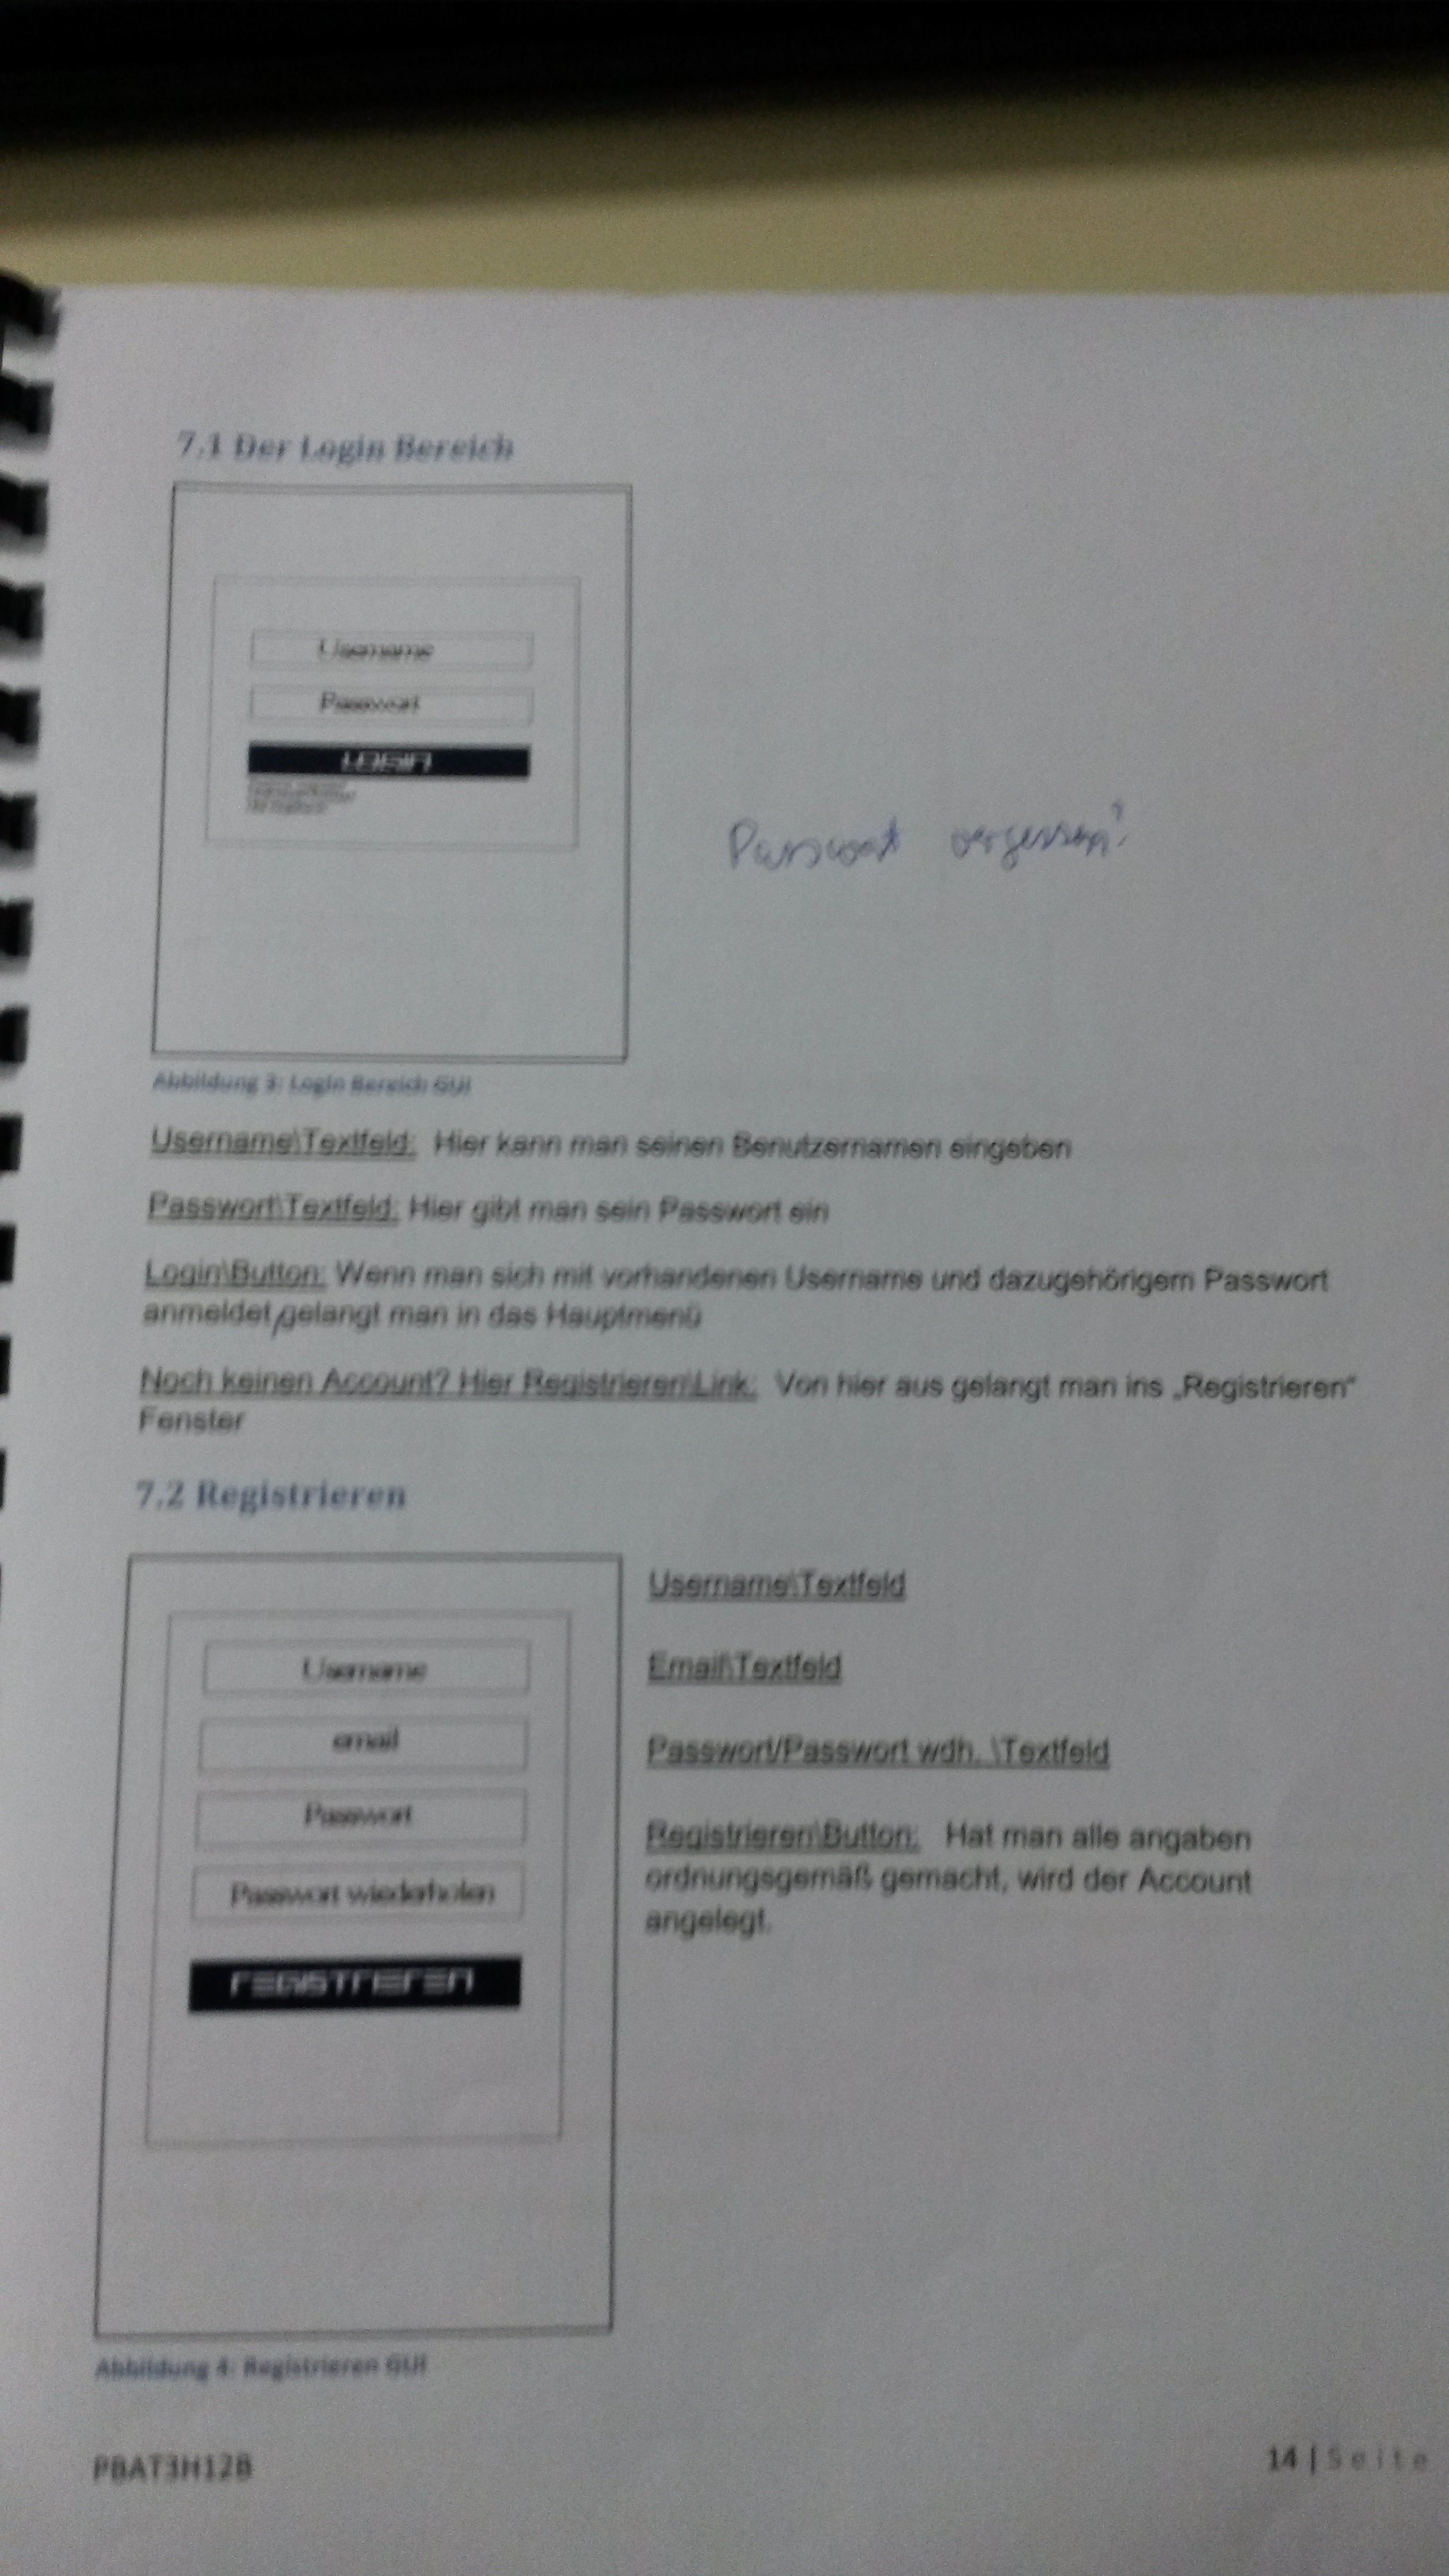 7.1 Der Login Bereich
Username
Passwort
LOGIN
Passwort vergessen?
Abbildung 3: Login Bereich GUI
Username\Textfeld: Hier kann man seinen Benutzernamen eingeben
Passwort\Textfeld: Hier gibt man sein Passwort ein
Login\Button: Wenn man sich mit vorhandenen Username und dazugehörigem Passwort
anmeldet, gelangt man in das Hauptmenü
Noch keinen Account? Hier Registrieren\Link: Von hier aus gelangt man ins „Registrieren“
Fenster
7.2 Registrieren
Username
email
Passwort
Passwort wiederholen
REGISTRIEREN
Username\Textfeld
Email\Textfeld
Passwort/Passwort wdh. \Textfeld
Registrieren\Button: Hat man alle angaben
ordnungsgemäß gemacht, wird der Account
angelegt.
Abbildung 4: Registrieren GUI
PBAT3H12B
14 | Seite